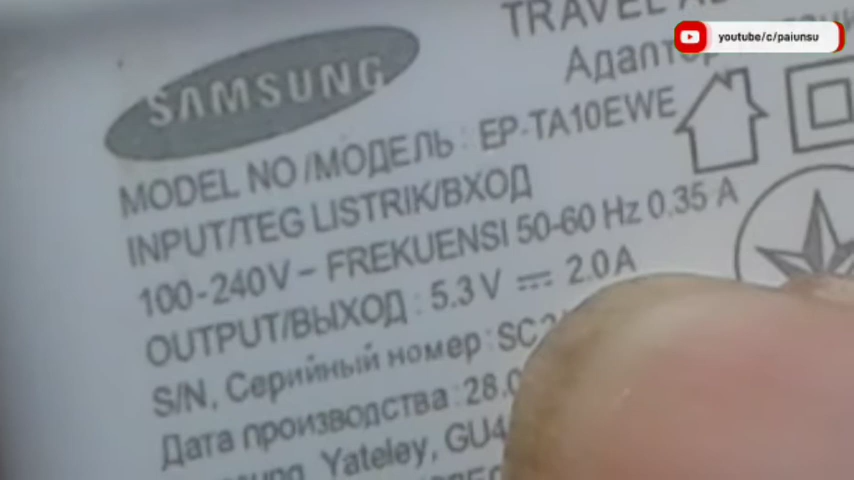 youtube/c/paiunsu
TRAVEL
SAMSUNG
MODEL NO/МОДЕЛЬ : EP-TA10EWE
INPUT/TEG LISTRIK/ВХОД
100-240V ~ FREKUENSI 50-60 Hz 0.35 A
OUTPUT/ВЫХОД : 5.3 V ⎓ 2.0 A
S/N, Серийный номер : SC
Дата производства : 28.0
Yateley, GU4